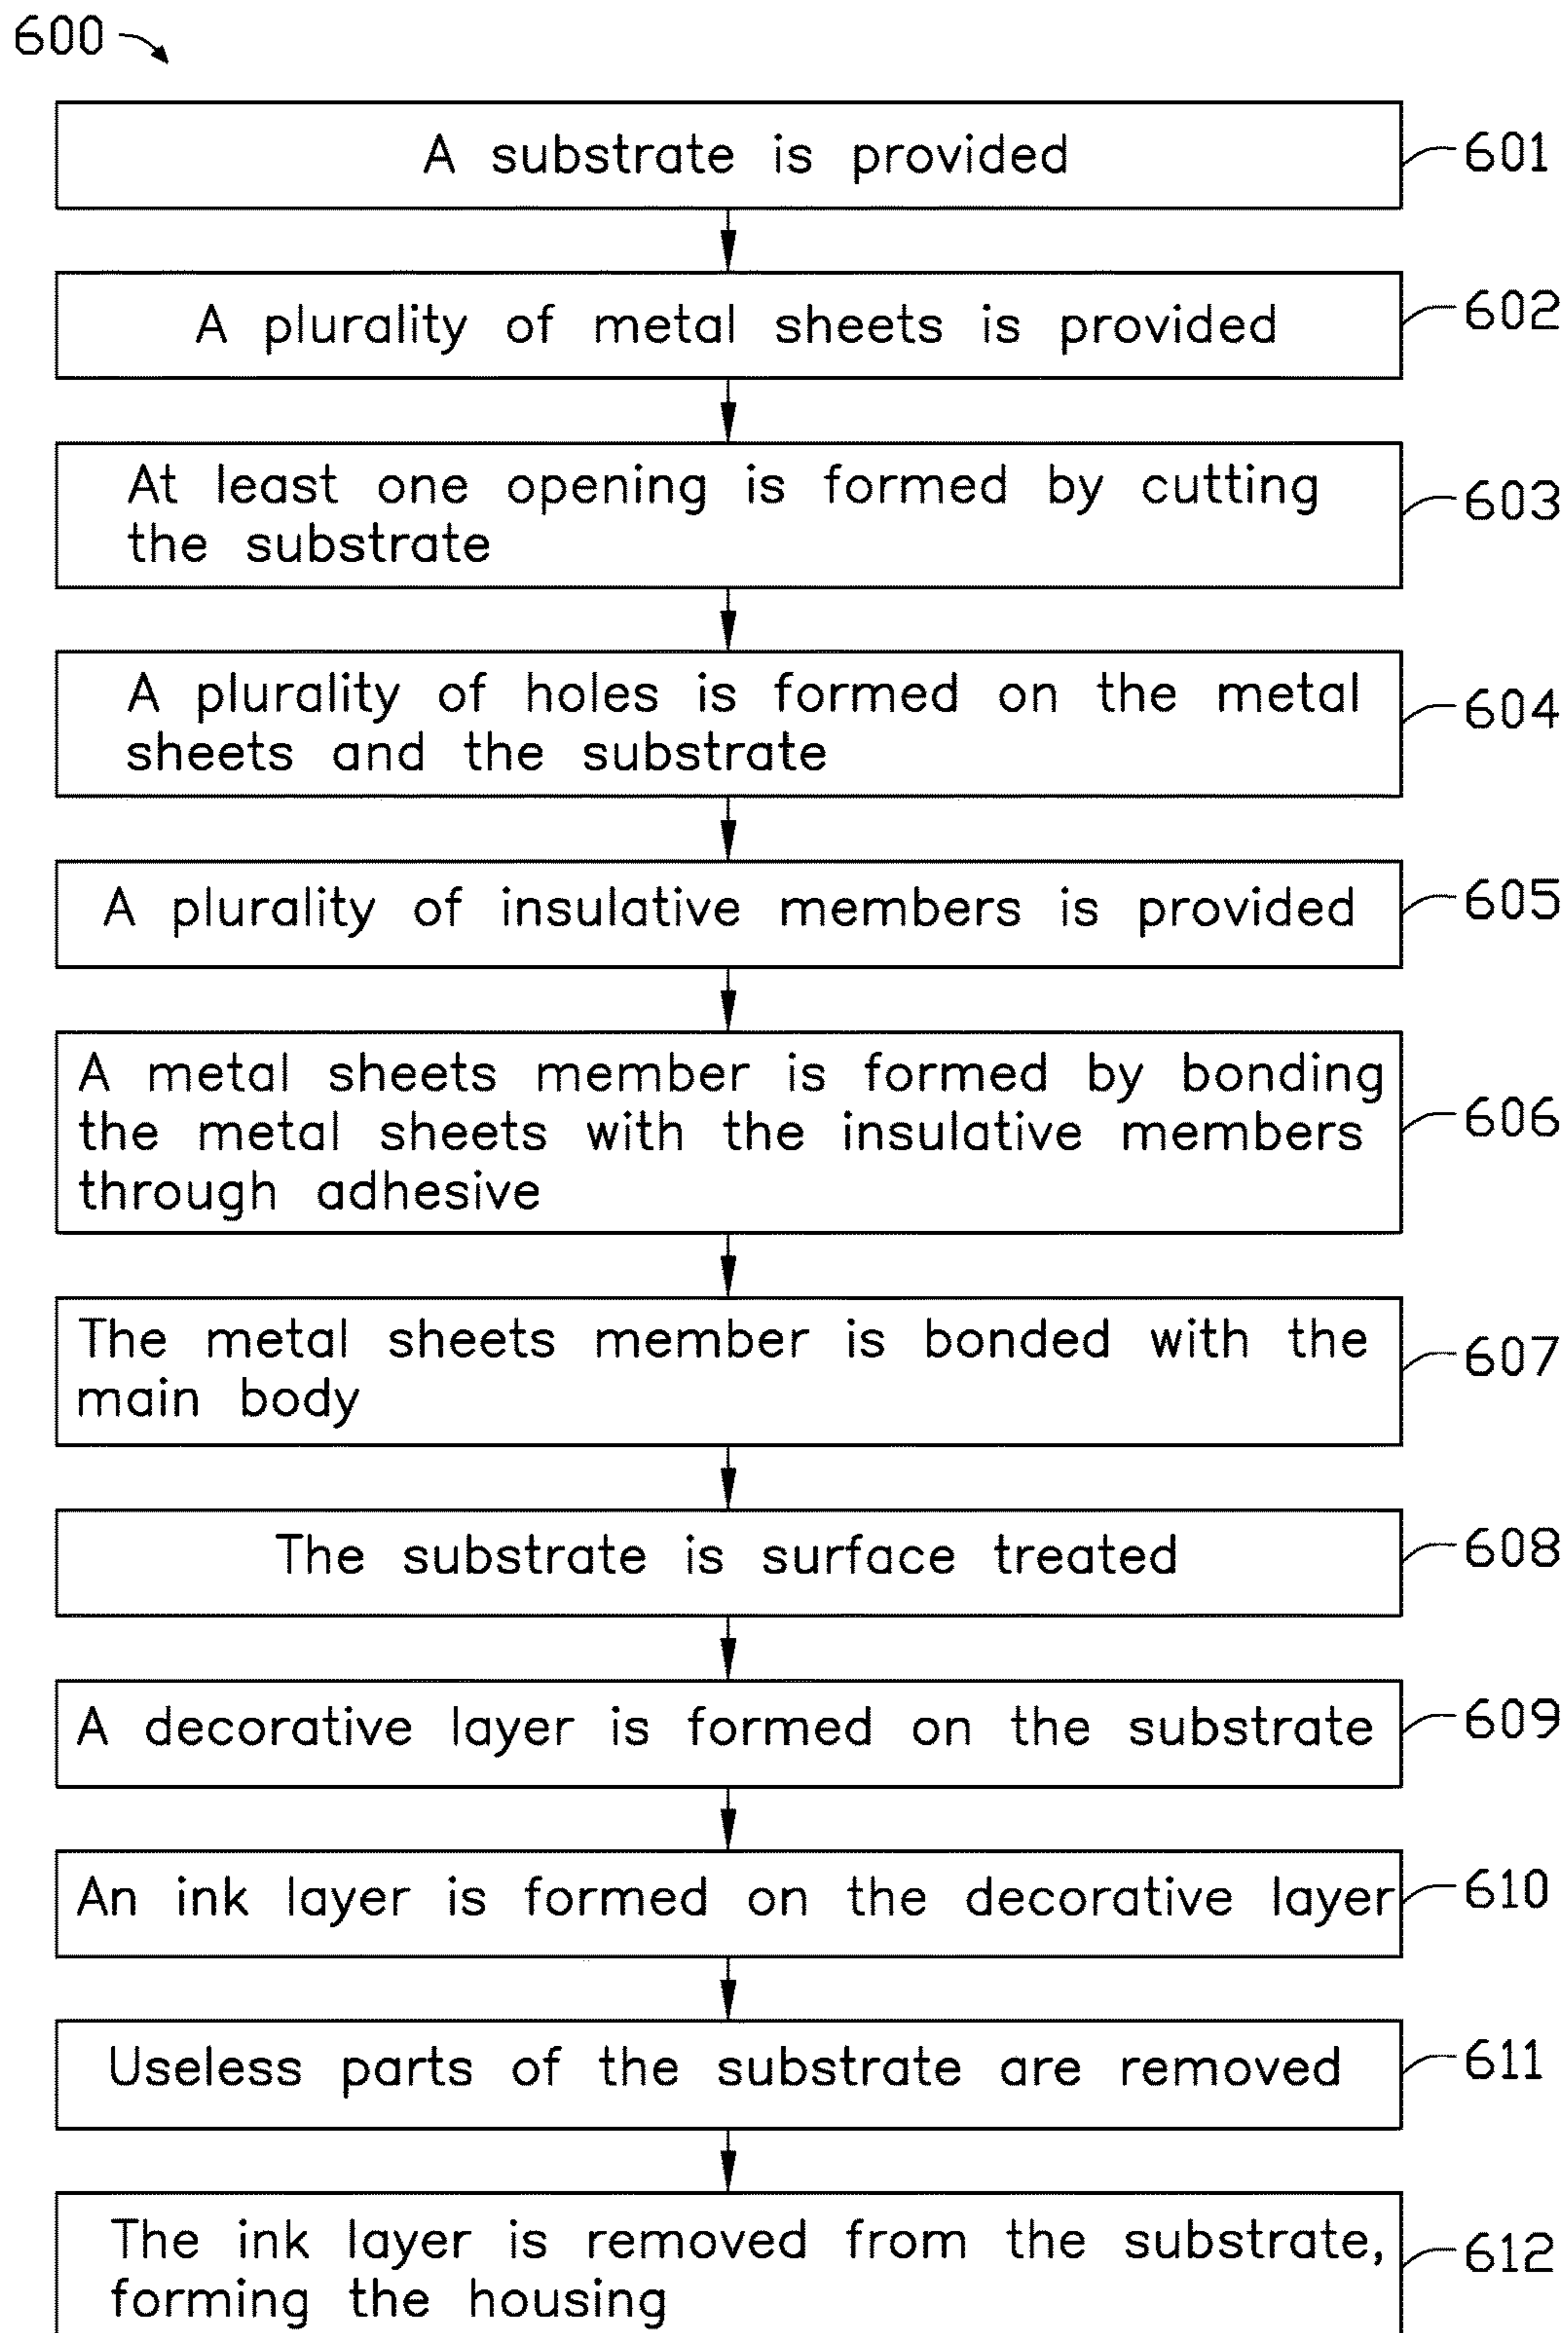 600
A substrate is provided
601
A plurality of metal sheets is provided
602
At least one opening is formed by cutting
the substrate
603
A plurality of holes is formed on the metal
sheets and the substrate
604
A plurality of insulative members is provided
605
A metal sheets member is formed by bonding
the metal sheets with the insulative members
through adhesive
606
The metal sheets member is bonded with the
main body
607
The substrate is surface treated
608
A decorative layer is formed on the substrate
609
An ink layer is formed on the decorative layer
610
Useless parts of the substrate are removed
611
The ink layer is removed from the substrate,
forming the housing
612